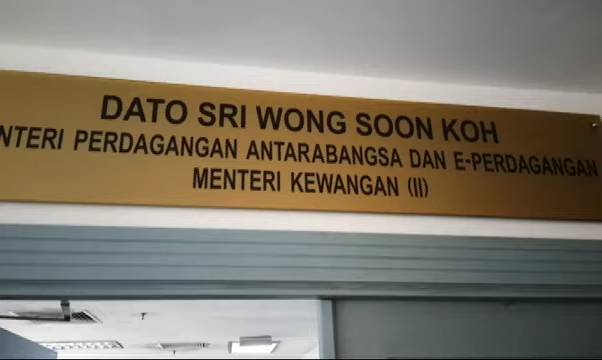 DATO SRI WONG SOON KOH
NTERI PERDAGANGAN ANTARABANGSA DAN E-PERDAGANGAN
MENTERI KEWANGAN (II)